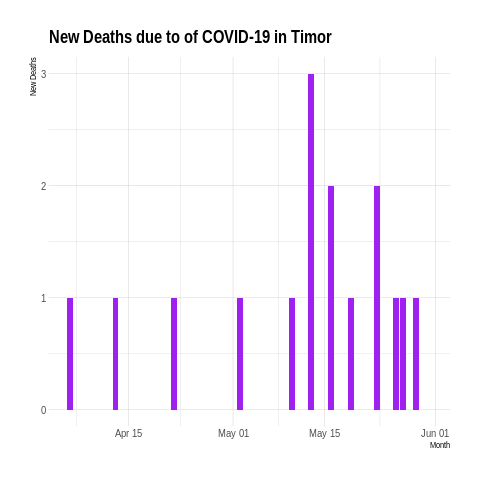 New Deaths due to of COVID-19 in Timor
New Deaths
3
2
1
0
Apr 15
May 01
May 15
Jun 01
Month